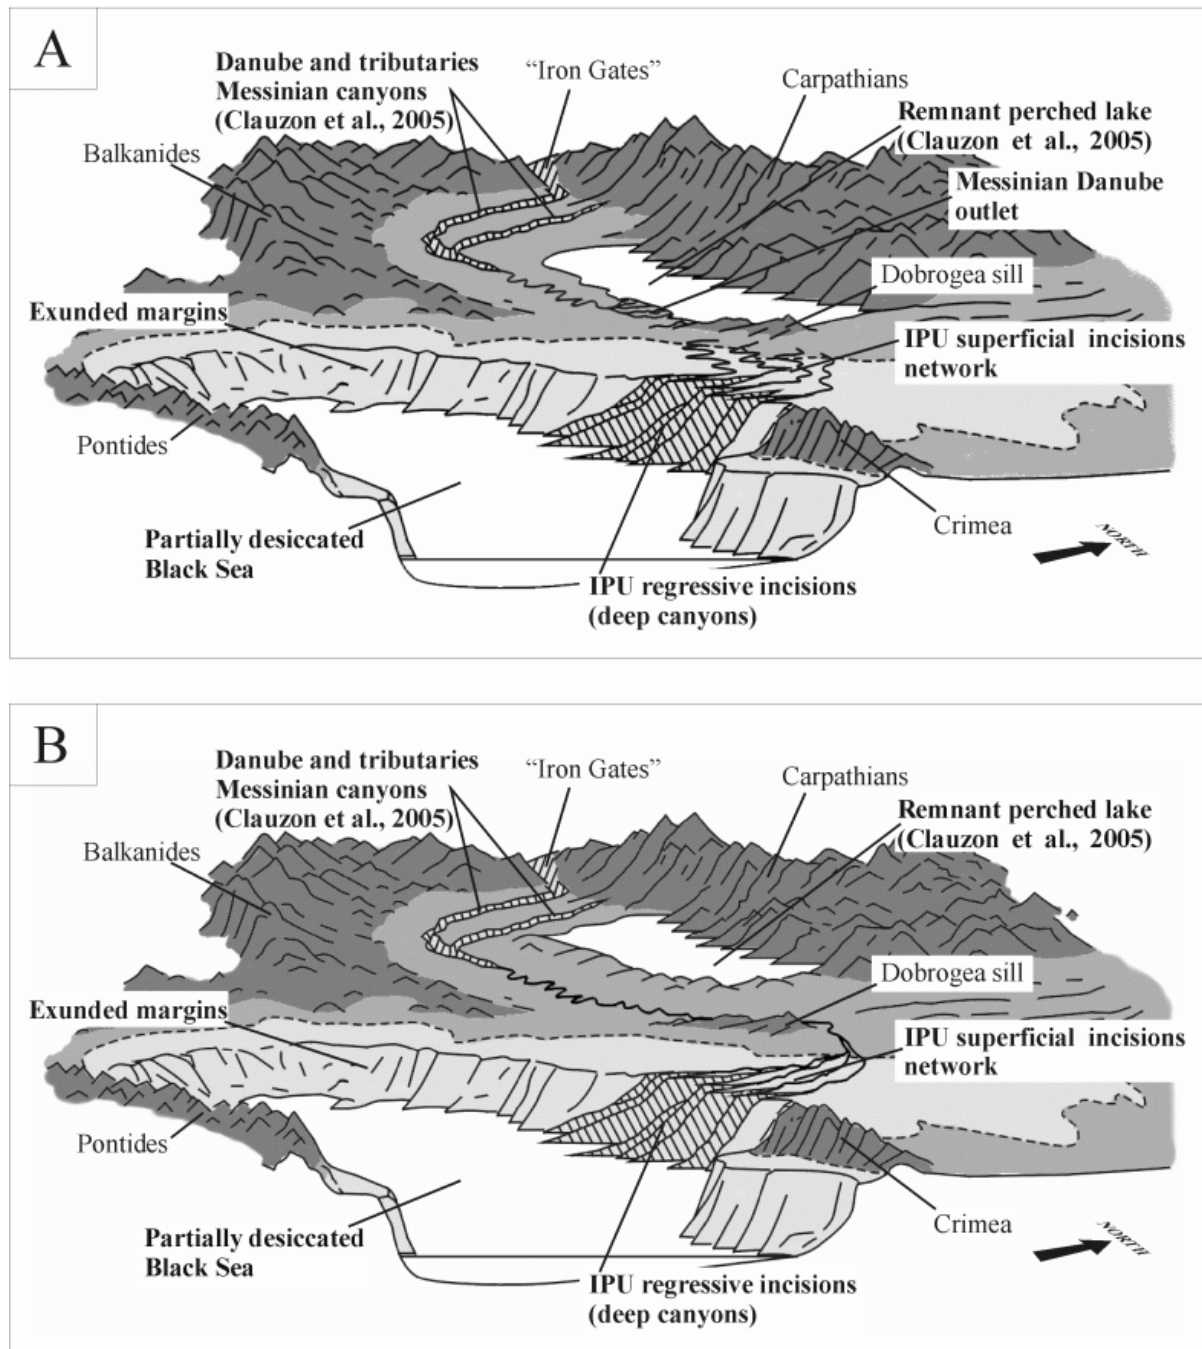 A
Danube and tributaries
Messinian canyons
(Clauzon et al., 2005)
“Iron Gates”
Carpathians
Remnant perched lake
(Clauzon et al., 2005)
Balkanides
Messinian Danube
outlet
Dobrogea sill
Exunded margins
IPU superficial incisions
network
Pontides
Crimea
NORTH
Partially desiccated
Black Sea
IPU regressive incisions
(deep canyons)
B
Danube and tributaries
Messinian canyons
(Clauzon et al., 2005)
“Iron Gates”
Carpathians
Remnant perched lake
(Clauzon et al., 2005)
Balkanides
Dobrogea sill
Exunded margins
IPU superficial incisions
network
Pontides
Crimea
NORTH
Partially desiccated
Black Sea
IPU regressive incisions
(deep canyons)